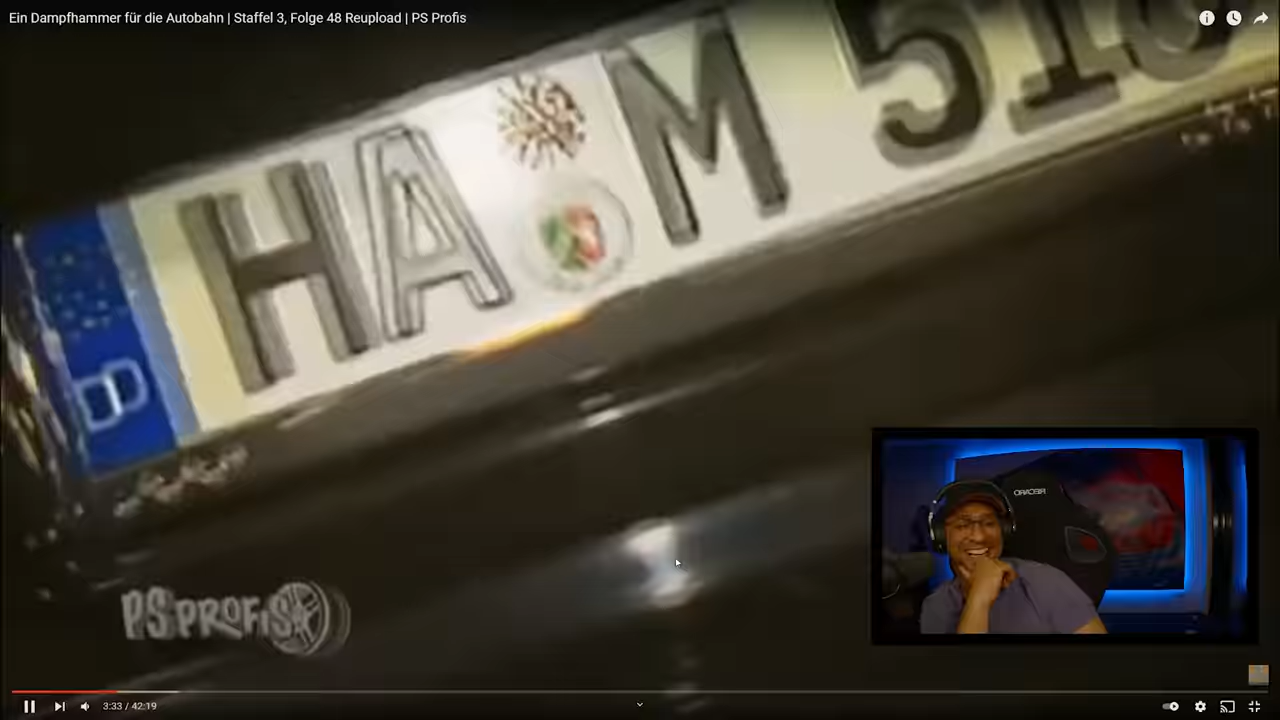 Ein Dampfhammer für die Autobahn | Staffel 3, Folge 48 Reupload | PS Profis
HA M 51
D
RECARO
PS PROFIS
3:33 / 42:19